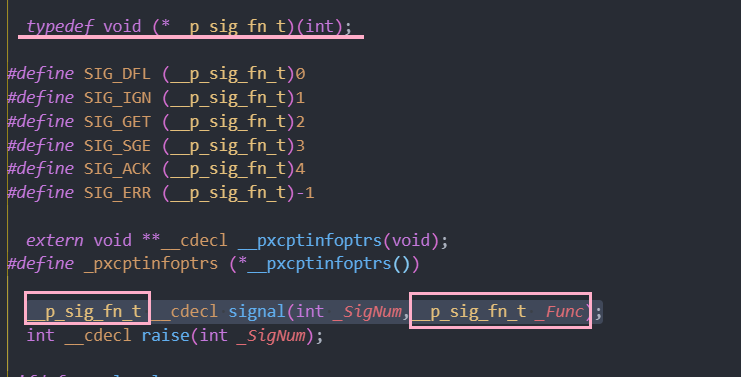 typedef void (*__p_sig_fn_t)(int);
#define SIG_DFL (__p_sig_fn_t)0
#define SIG_IGN (__p_sig_fn_t)1
#define SIG_GET (__p_sig_fn_t)2
#define SIG_SGE (__p_sig_fn_t)3
#define SIG_ACK (__p_sig_fn_t)4
#define SIG_ERR (__p_sig_fn_t)-1
extern void **__cdecl __pxcptinfoptrs(void);
#define _pxcptinfoptrs (*__pxcptinfoptrs())
__p_sig_fn_t __cdecl signal(int _SigNum,__p_sig_fn_t _Func);
int __cdecl raise(int _SigNum);